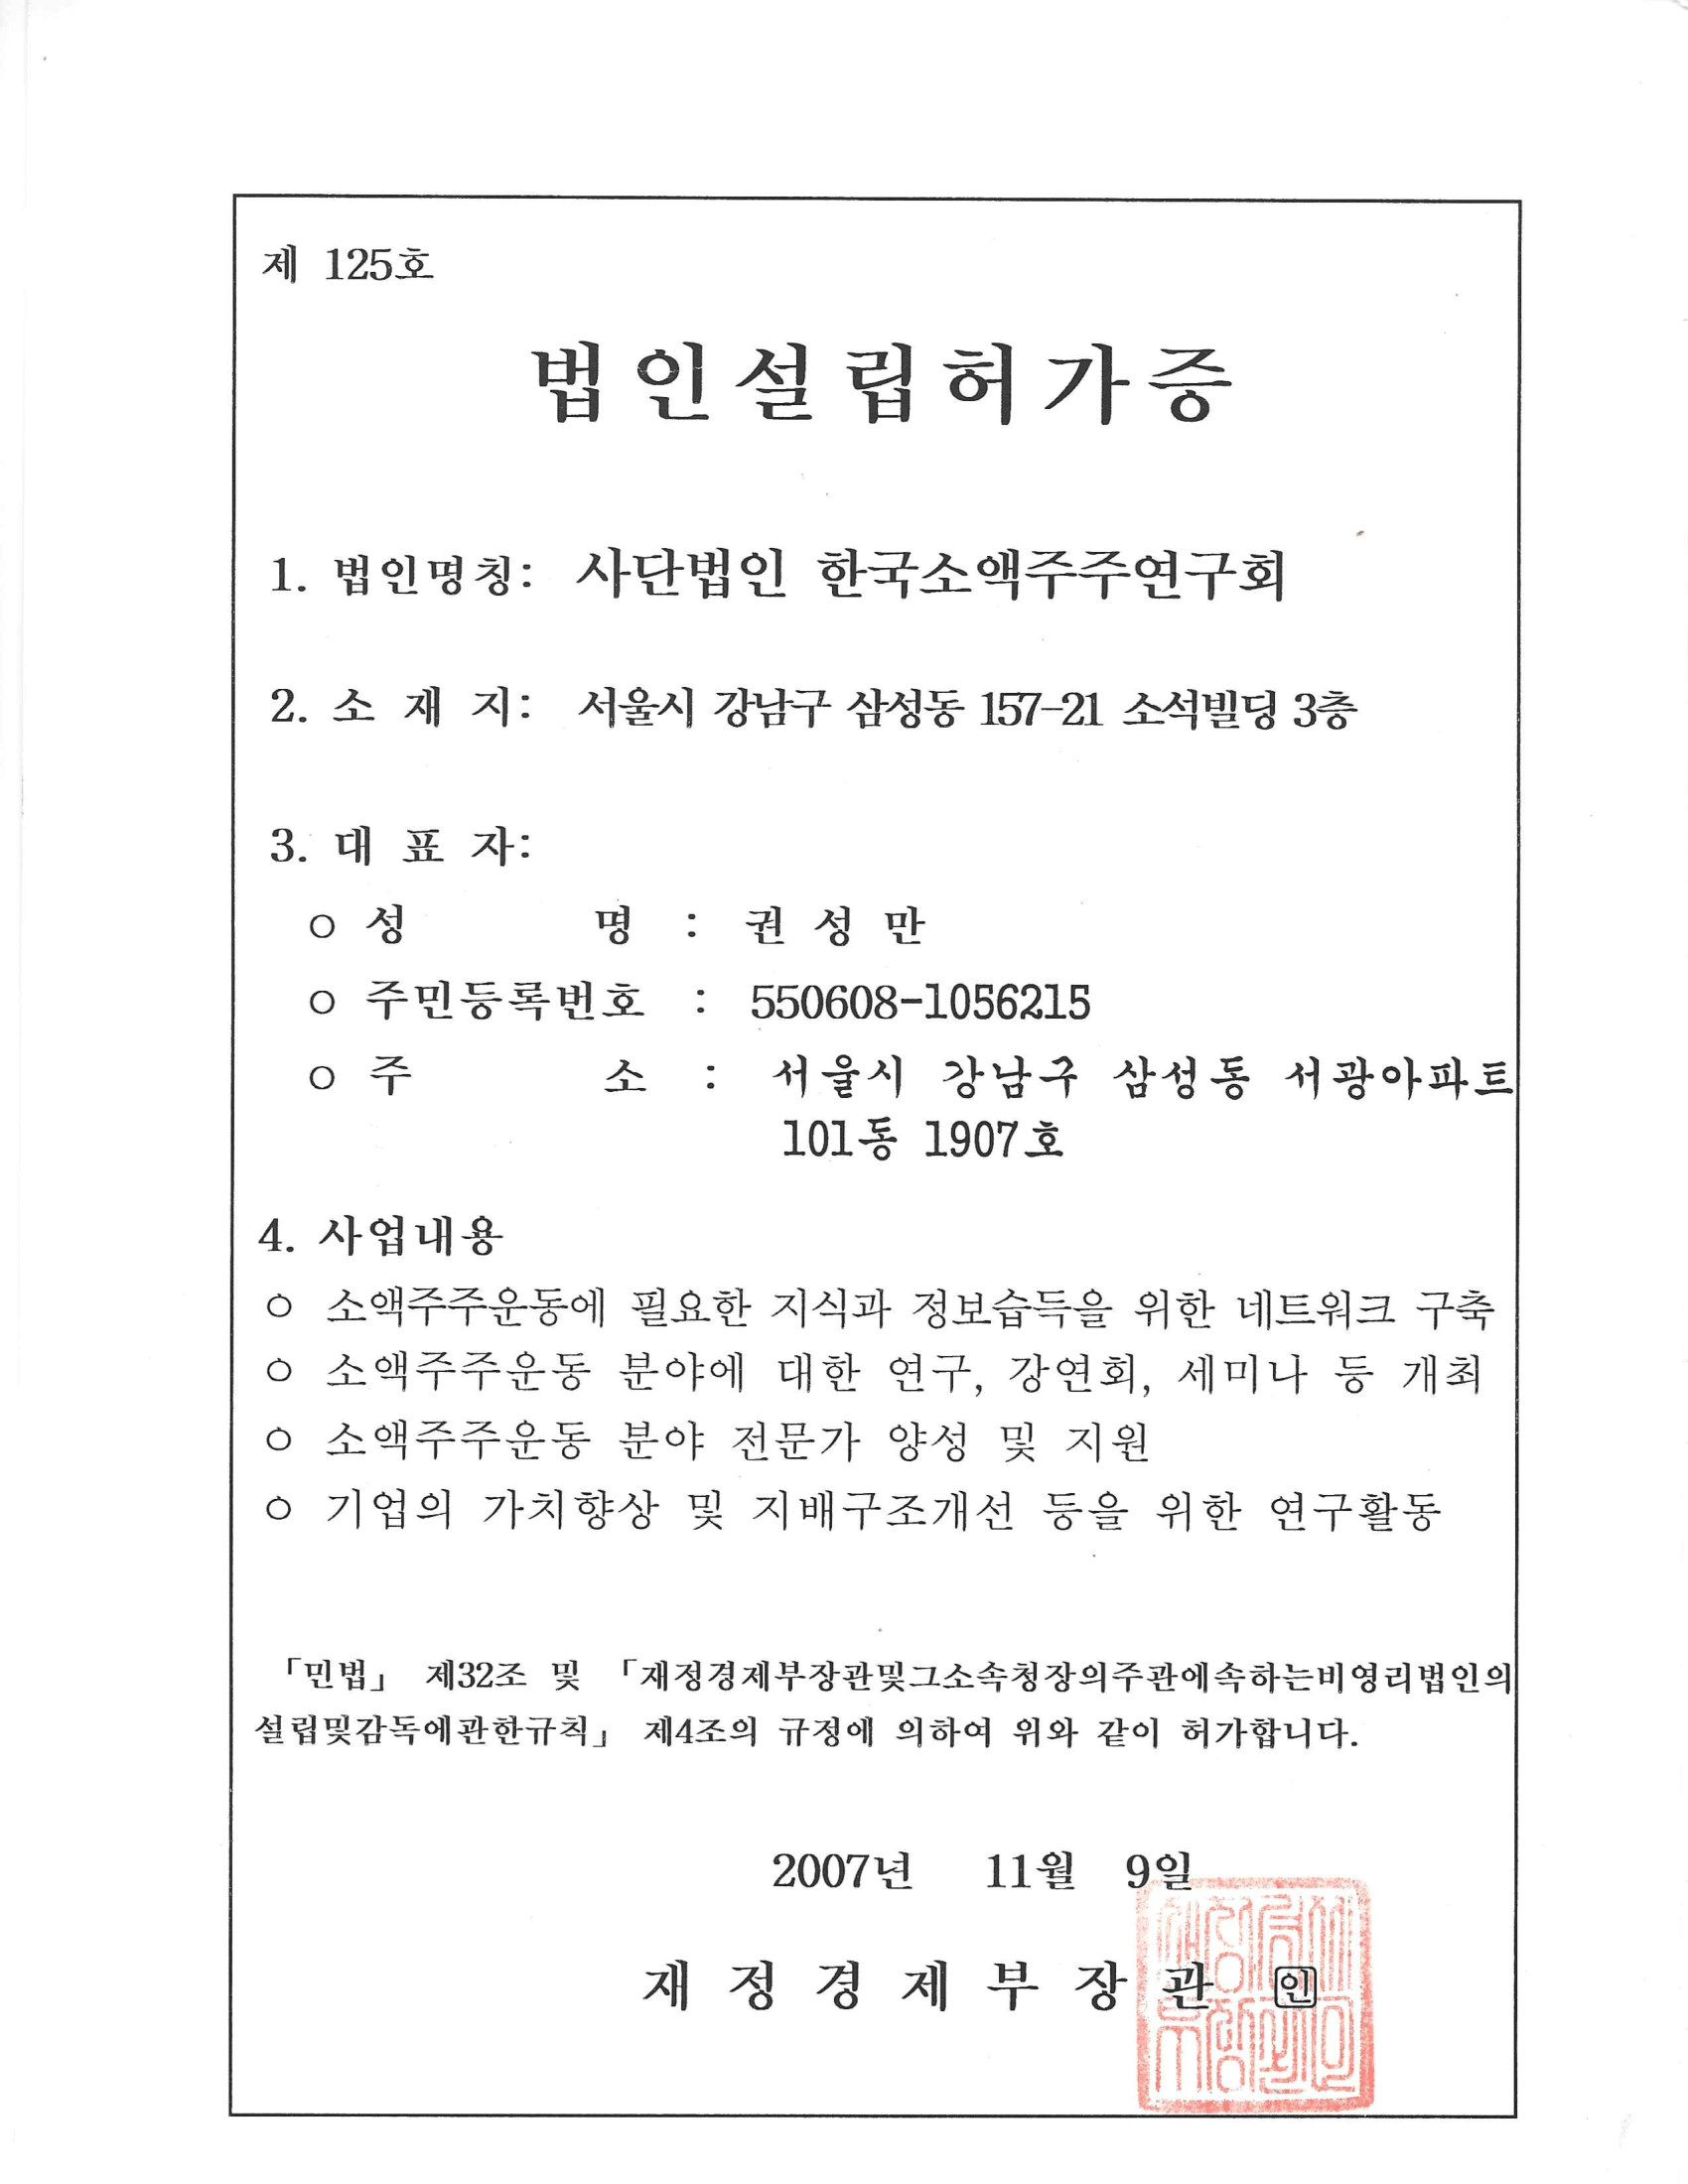 제 125호
법인설립허가증
1. 법인명칭: 사단법인 한국소액주주연구회
2. 소 재 지: 서울시 강남구 삼성동 157-21 소석빌딩 3층
3. 대 표 자:
○ 성 명 : 권 성 만
○ 주민등록번호 : 550608-1056215
○ 주 소 : 서울시 강남구 삼성동 서광아파트
101동 1907호
4. 사업내용
○ 소액주주운동에 필요한 지식과 정보습득을 위한 네트워크 구축
○ 소액주주운동 분야에 대한 연구, 강연회, 세미나 등 개최
○ 소액주주운동 분야 전문가 양성 및 지원
○ 기업의 가치향상 및 지배구조개선 등을 위한 연구활동
「민법」 제32조 및 「재정경제부장관및그소속청장의주관에속하는비영리법인의
설립및감독에관한규칙」 제4조의 규정에 의하여 위와 같이 허가합니다.
2007년 11월 9일
재 정 경 제 부 장 관 인